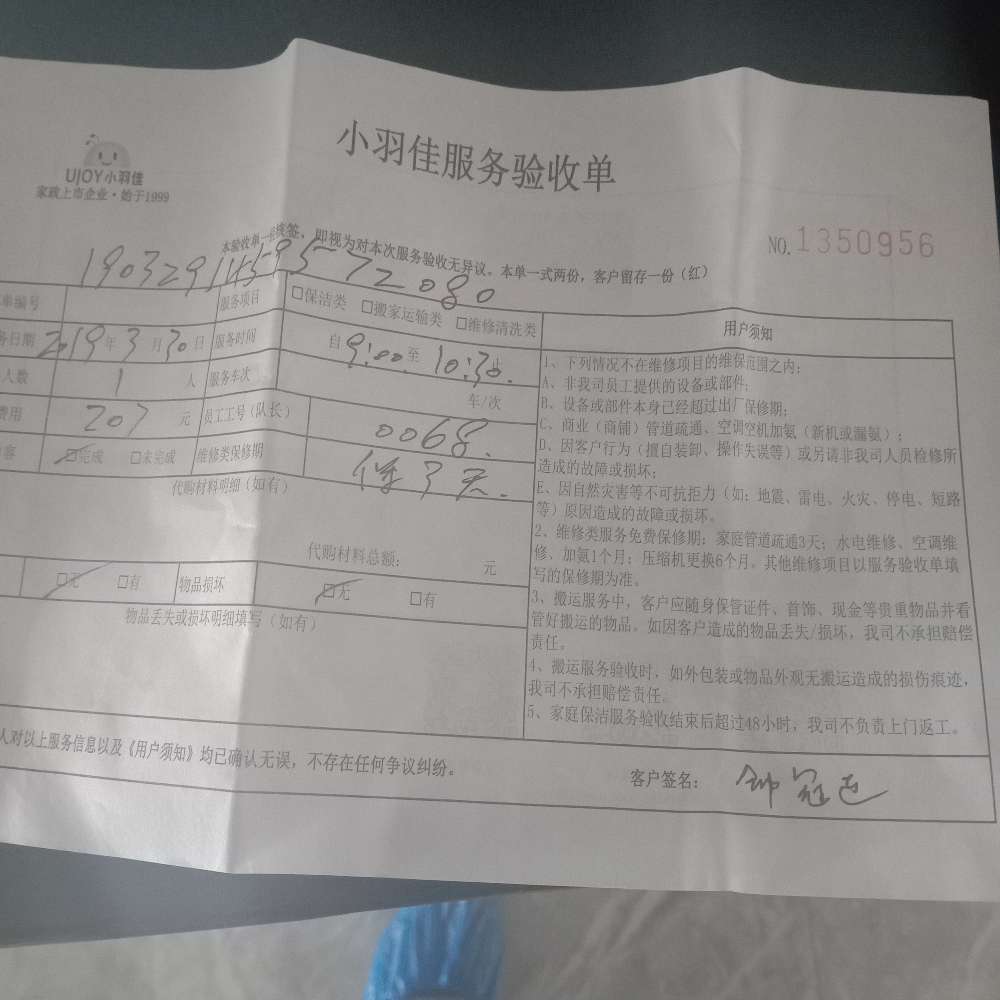 UJOY小羽佳
家政上市企业·始于1999
小羽佳服务验收单
NO.1350956
本验收单一经核签、即视为对本次服务验收无异议。本单一式两份，客户留存一份（红）
单编号
服务项目 □保洁类 □搬家运输类 □维修清洗类
务日期 2019年3月30日 服务时间 自9:00.至10:30.止
人数 1人 服务车次 年/次
费用 207元 员工工号（队长） 0068.
容 □完成 □未完成 维修类保修期
代购材料明细（如有）
代购材料总额： 元
□无 □有 物品损坏 □无 □有
物品丢失或损坏明细填写（如有）
用户须知
1、下列情况不在维修项目的维保范围之内；
A、非我司员工提供的设备或部件；
B、设备或部件本身已经超过出厂保修期；
C、商业（商铺）管道疏通、空调空机加氨（新机或漏氨）；
D、因客户行为（擅自装卸、操作失误等）或另请非我司人员检修所
造成的故障或损坏；
E、因自然灾害等不可抗拒力（如：地震、雷电、火灾、停电、短路
等）原因造成的故障或损坏。
2、维修类服务免费保修期：家庭管道疏通3天；水电维修、空调维
修、加氨1个月；压缩机更换6个月。其他维修项目以服务验收单填
写的保修期为准。
3、搬运服务中，客户应随身保管证件、首饰、现金等贵重物品并看
管好搬运的物品。如因客户造成的物品丢失/损坏，我司不承担赔偿
责任。
4、搬运服务验收时，如外包装或物品外观无搬运造成的损伤痕迹，
我司不承担赔偿责任。
5、家庭保洁服务验收结束后超过48小时，我司不负责上门返工。
人对以上服务信息以及《用户须知》均已确认无误，不存在任何争议纠纷。
客户签名：